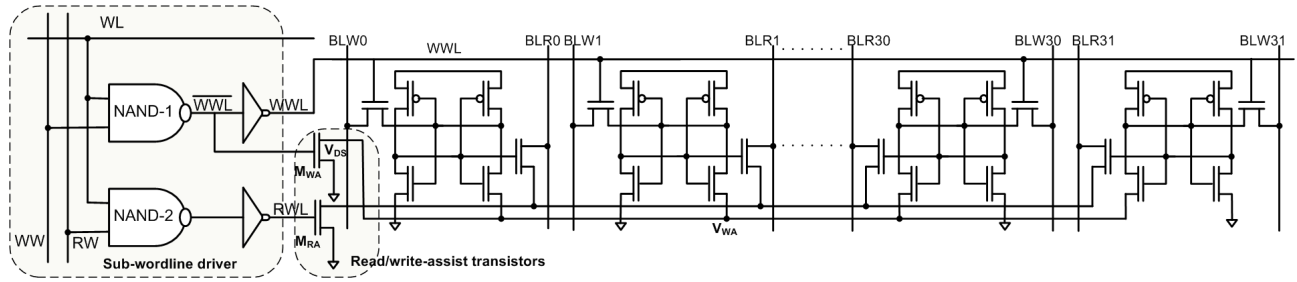 WL
BLW0
BLR0 BLW1
BLR1
. . . . . . .
BLR30
BLW30 BLR31
BLW31
WWL
NAND-1
W̅W̅L̅
WWL
V_DS
M_WA
NAND-2
RWL
V_WA
WW
RW
M_RA
Sub-wordline driver
Read/write-assist transistors